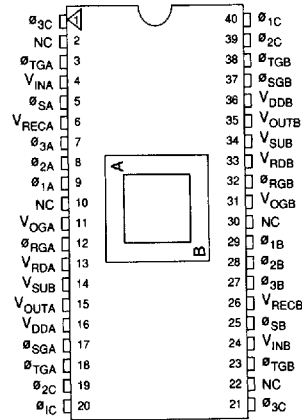 ø3C 1 40 ø1C
NC 2 39 ø2C
øTGA 3 38 øTGB
VINA 4 37 øSGB
øSA 5 36 VDDB
VRECA 6 35 VOUTB
ø3A 7 34 VSUB
ø2A 8 33 VRDB
ø1A 9 32 øRGB
NC 10 31 VOGB
VOGA 11 30 NC
øRGA 12 29 ø1B
VRDA 13 28 ø2B
VSUB 14 27 ø3B
VOUTA 15 26 VRECB
VDDA 16 25 øSB
øSGA 17 24 VINB
øTGA 18 23 øTGB
ø2C 19 22 NC
øIC 20 21 ø3C
A
B